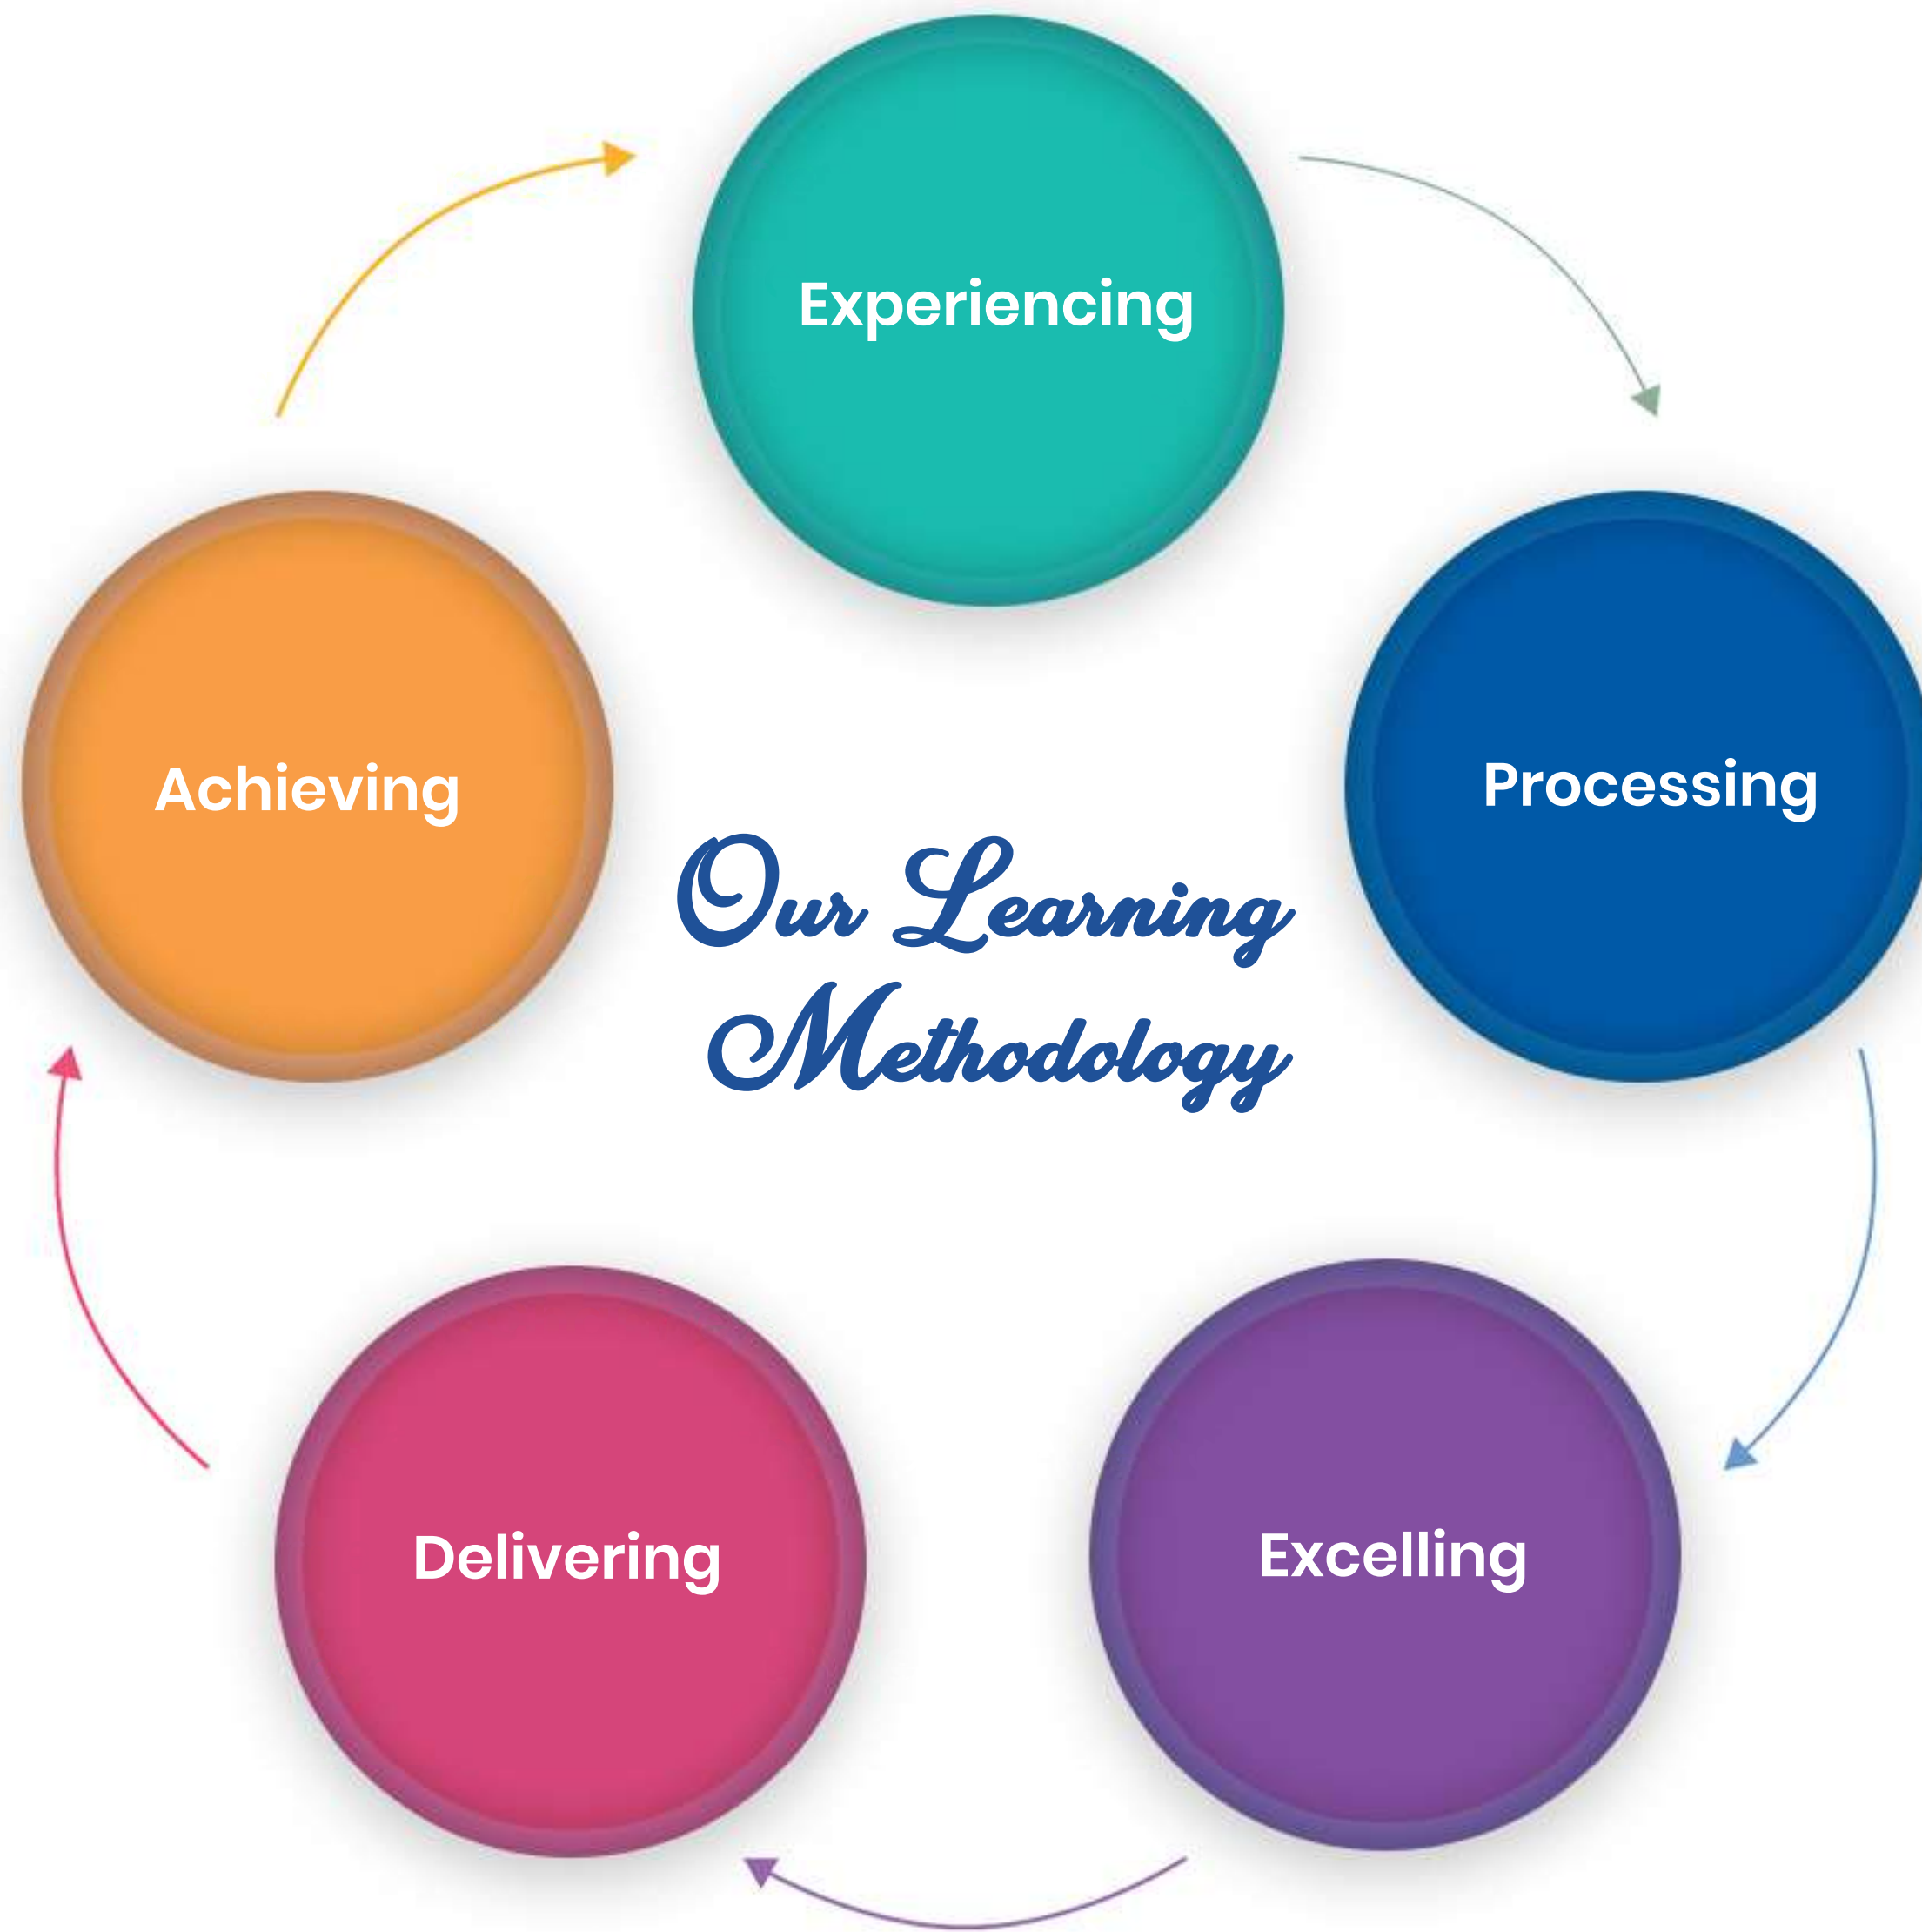 Experiencing
Achieving
Processing
Our Learning
Methodology
Delivering
Excelling